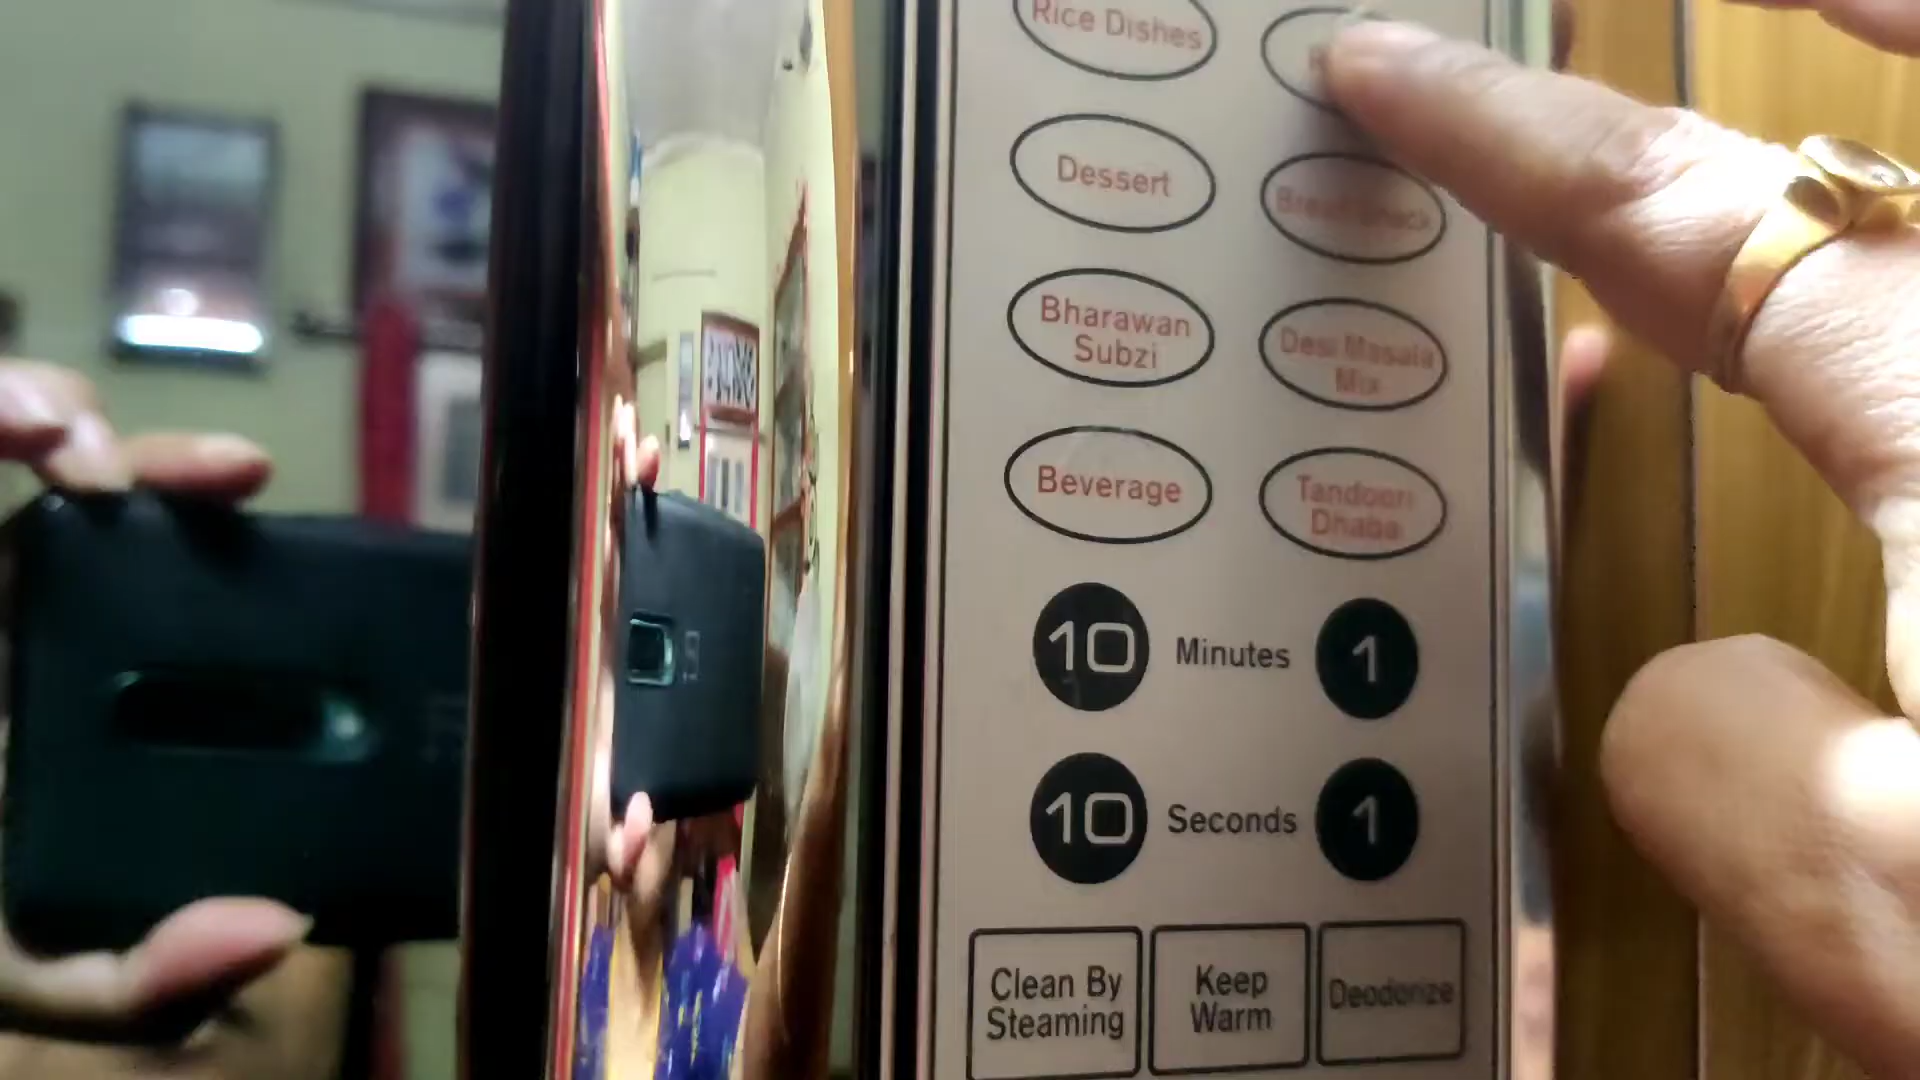 Rice Dishes
Dessert
Bharawan
Subzi
Desi Masala
Mix
Beverage
Tandoori
Dhaba
10 Minutes 1
10 Seconds 1
Clean By
Steaming
Keep
Warm
Deodorize